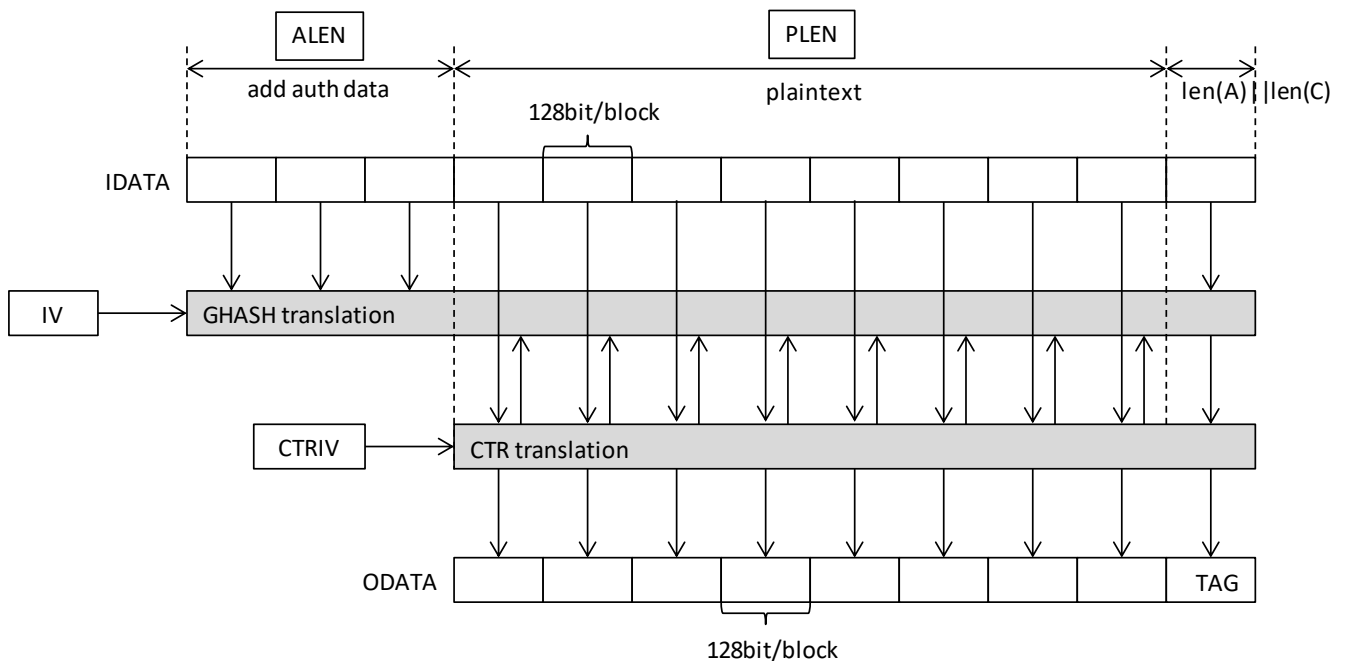 ALEN
PLEN
add auth data
plaintext
len(A)||len(C)
128bit/block
IDATA
IV
GHASH translation
CTRIV
CTR translation
ODATA
TAG
128bit/block